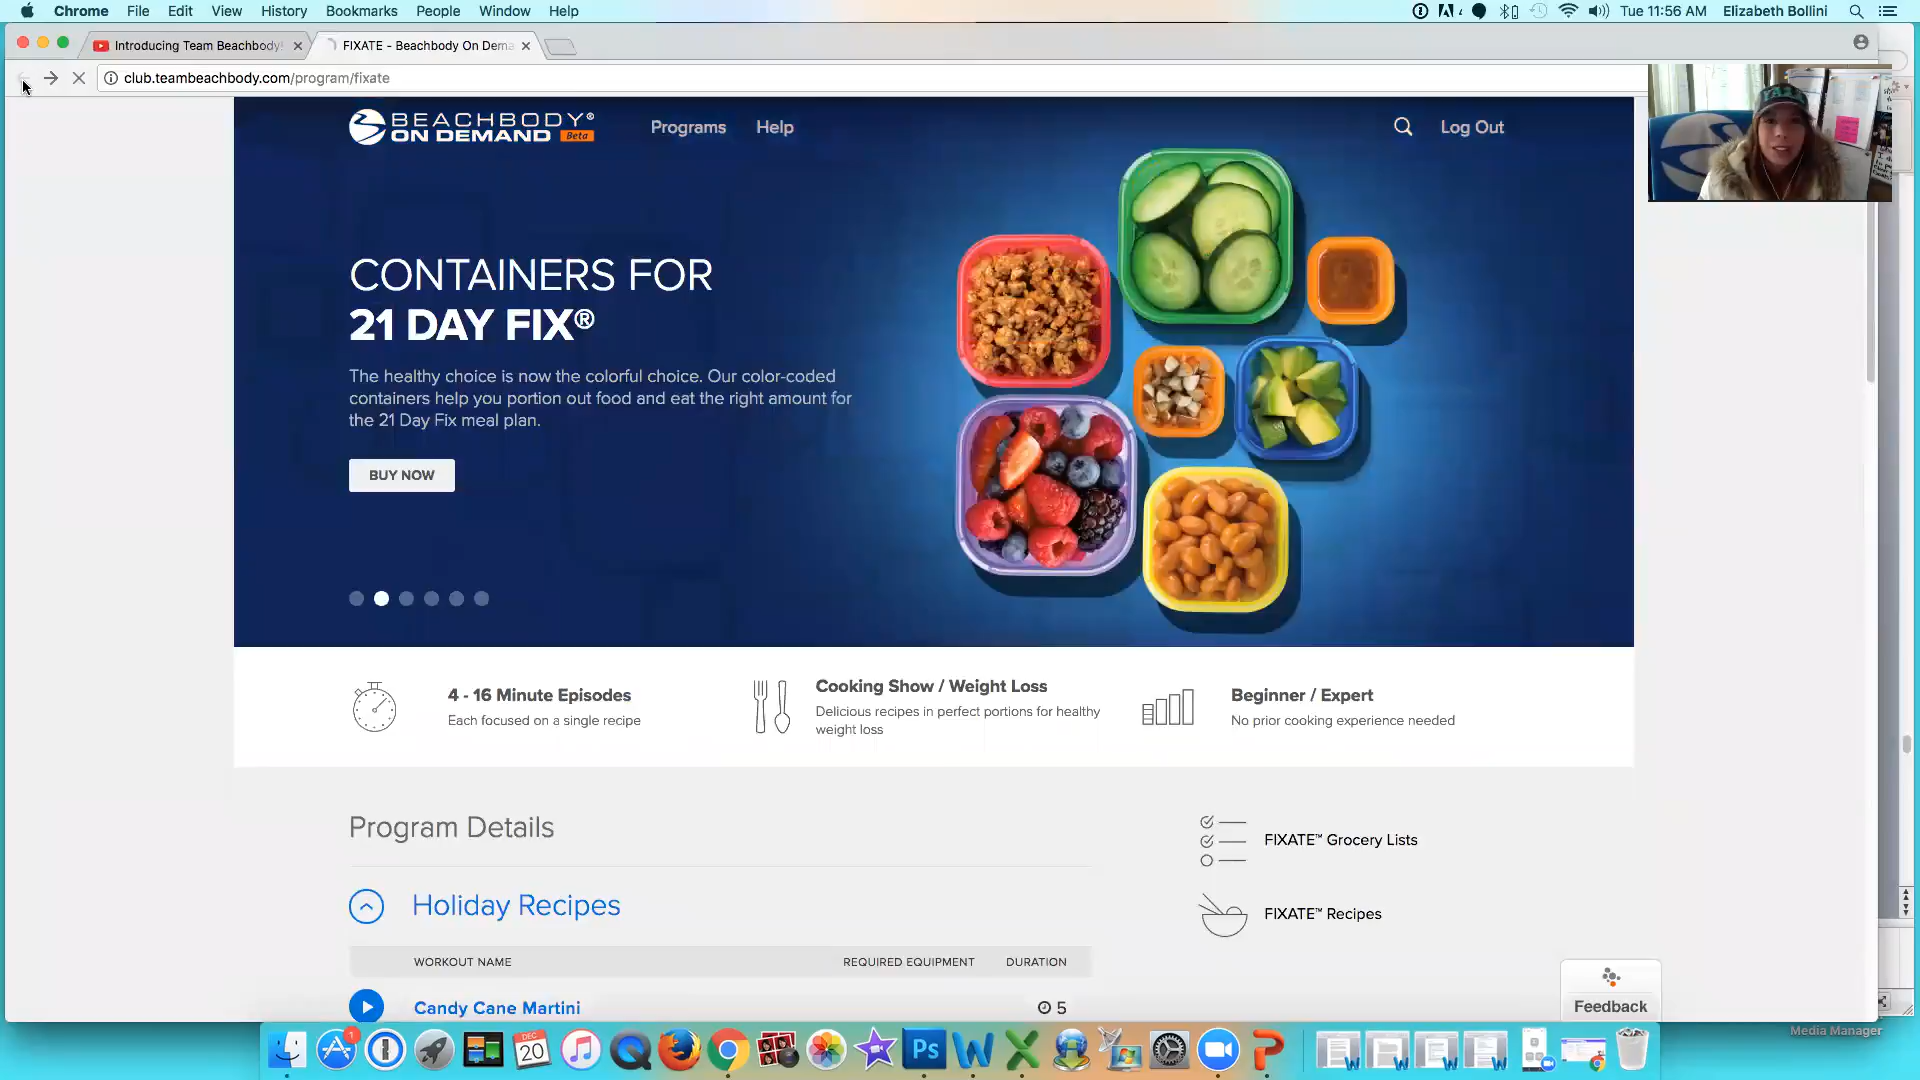 Chrome File Edit View History Bookmarks People Window Help
Tue 11:56 AM Elizabeth Bollini
Introducing Team Beachbody!
FIXATE - Beachbody On Dema
club.teambeachbody.com/program/fixate
BEACHBODY®
ON DEMAND Beta
Programs Help Log Out
CONTAINERS FOR
21 DAY FIX®
The healthy choice is now the colorful choice. Our color-coded
containers help you portion out food and eat the right amount for
the 21 Day Fix meal plan.
BUY NOW
4 - 16 Minute Episodes
Each focused on a single recipe
Cooking Show / Weight Loss
Delicious recipes in perfect portions for healthy
weight loss
Beginner / Expert
No prior cooking experience needed
Program Details
FIXATE™ Grocery Lists
FIXATE™ Recipes
Holiday Recipes
WORKOUT NAME REQUIRED EQUIPMENT DURATION
Candy Cane Martini 5
Feedback
Media Manager
1
DEC
20
Ps